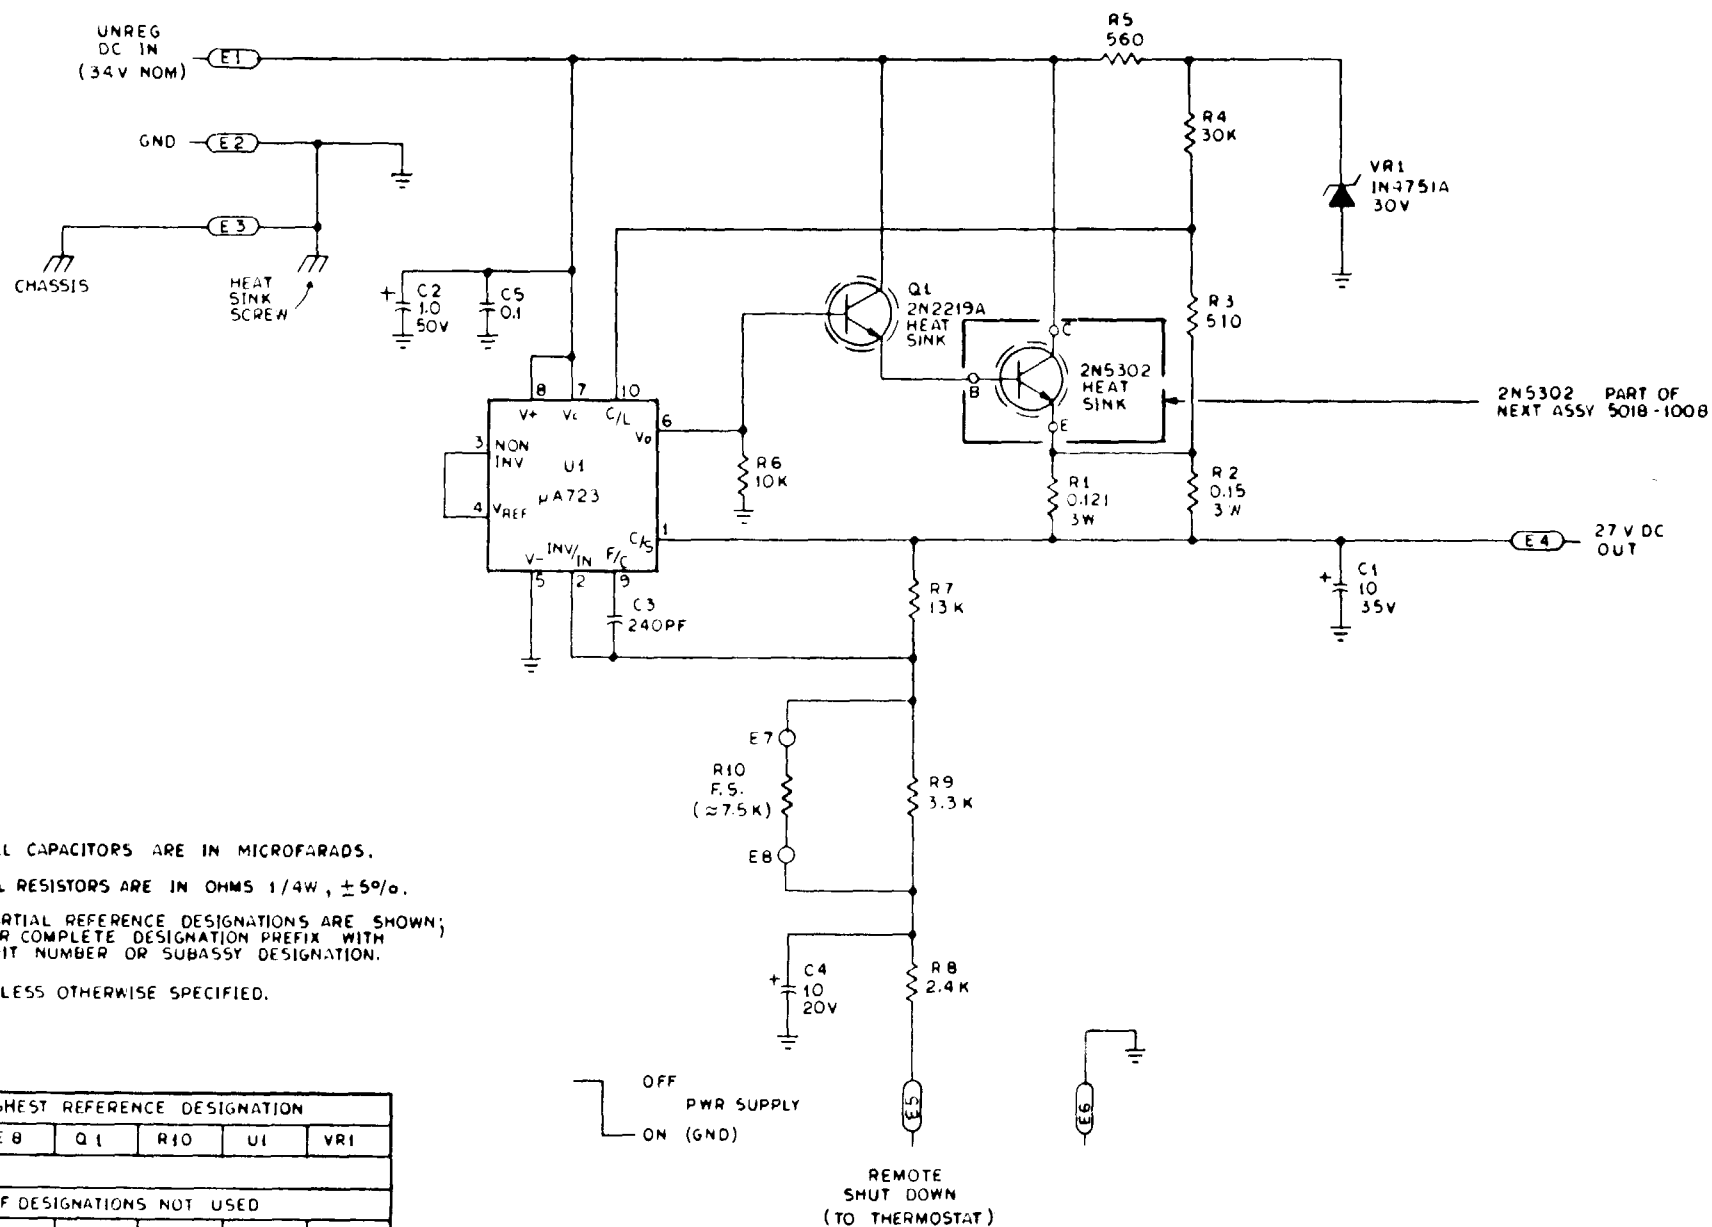 UNREG
DC IN
(34V NOM)
E1
R5
560
GND
E2
R4
30K
VR1
1N4751A
30V
E3
CHASSIS
HEAT
SINK
SCREW
+
C2
1.0
50V
C5
0.1
Q1
2N2219A
HEAT
SINK
R3
510
C
2N5302
HEAT
SINK
B
E
2N5302 PART OF
NEXT ASSY 5018-1008
8
7
10
V+
Vc
C/L
6
Vo
3
NON
INV
U1
µA723
4
VREF
R6
10K
R1
0.121
3W
R2
0.15
3W
1
C/S
V-
INV/IN
F/C
5
2
9
E4
27 V DC
OUT
C3
240PF
R7
13K
+
C1
10
35V
E7
R10
F.S.
(≈7.5K)
E8
R9
3.3K
L CAPACITORS ARE IN MICROFARADS.
L RESISTORS ARE IN OHMS 1/4W, ±5%.
RTIAL REFERENCE DESIGNATIONS ARE SHOWN;
R COMPLETE DESIGNATION PREFIX WITH
IT NUMBER OR SUBASSY DESIGNATION.
LESS OTHERWISE SPECIFIED.
+
C4
10
20V
R8
2.4K
OFF
PWR SUPPLY
ON (GND)
E5
E6
REMOTE
SHUT DOWN
(TO THERMOSTAT)
GHEST REFERENCE DESIGNATION
E8 Q1 R10 U1 VR1
F DESIGNATIONS NOT USED